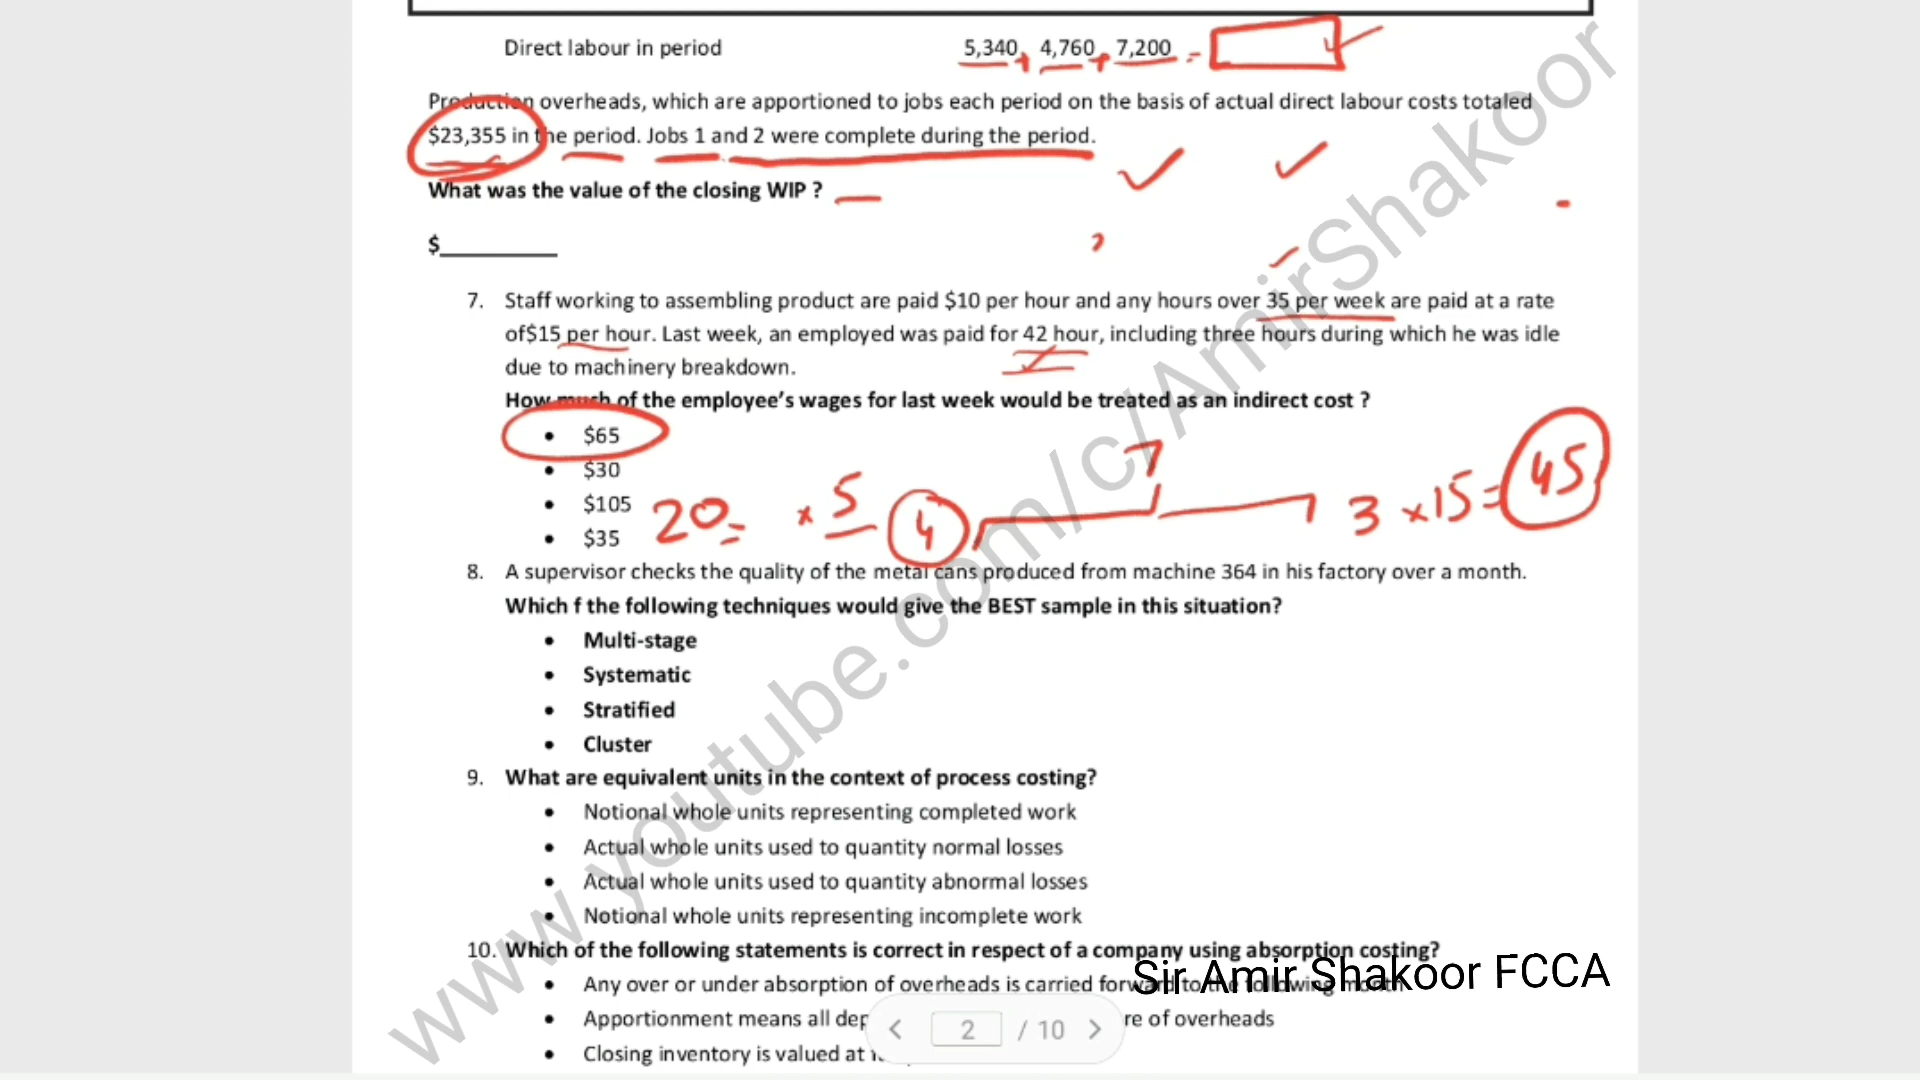 Direct labour in period 5,340 + 4,760 + 7,200 =
Production overheads, which are apportioned to jobs each period on the basis of actual direct labour costs totaled
$23,355 in the period. Jobs 1 and 2 were complete during the period.
What was the value of the closing WIP ?
$__________
7. Staff working to assembling product are paid $10 per hour and any hours over 35 per week are paid at a rate
of$15 per hour. Last week, an employed was paid for 42 hour, including three hours during which he was idle
due to machinery breakdown.
How much of the employee's wages for last week would be treated as an indirect cost ?
• $65
• $30
• $105
• $35
20 = × 5 4 7 3 × 15 = 45
8. A supervisor checks the quality of the metal cans produced from machine 364 in his factory over a month.
Which f the following techniques would give the BEST sample in this situation?
• Multi-stage
• Systematic
• Stratified
• Cluster
9. What are equivalent units in the context of process costing?
• Notional whole units representing completed work
• Actual whole units used to quantity normal losses
• Actual whole units used to quantity abnormal losses
• Notional whole units representing incomplete work
10. Which of the following statements is correct in respect of a company using absorption costing?
• Any over or under absorption of overheads is carried forward to the following month
• Apportionment means all re of overheads
• Closing inventory is valued at
Sir Amir Shakoor FCCA
2 / 10
www.youtube.com/c/AmirShakoor